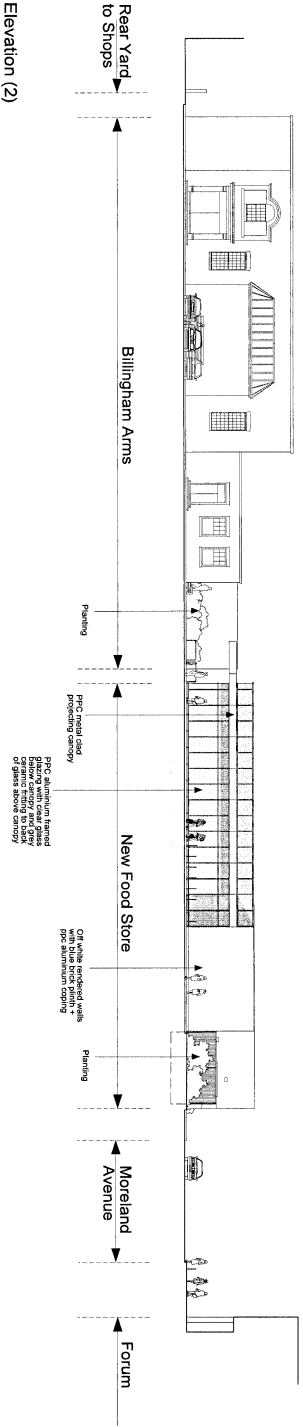 Rear Yard
to Shops
Billingham Arms
New Food Store
Moreland
Avenue
Forum
Planting
PPC metal clad
projecting canopy
PPC aluminium framed
glazing with clear glass
below canopy and grey
ceramic fritting to back
of glass above canopy
Off white rendered walls
with blue brick plinth +
ppc aluminium coping
Planting
Elevation (2)